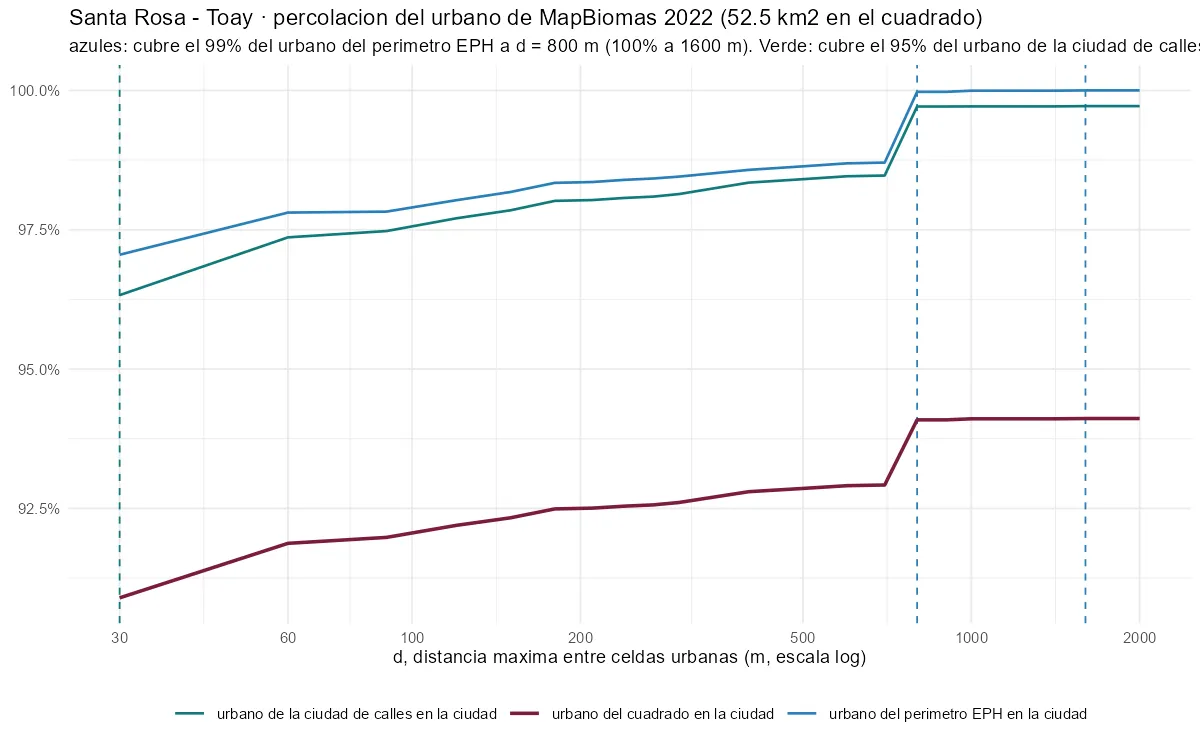 Santa Rosa - Toay · percolacion del urbano de MapBiomas 2022 (52.5 km2 en el cuadrado)
azules: cubre el 99% del urbano del perimetro EPH a d = 800 m (100% a 1600 m). Verde: cubre el 95% del urbano de la ciudad de calles
100.0%
97.5%
95.0%
92.5%
30 60 100 200 500 1000 2000
d, distancia maxima entre celdas urbanas (m, escala log)
urbano de la ciudad de calles en la ciudad urbano del cuadrado en la ciudad urbano del perimetro EPH en la ciudad